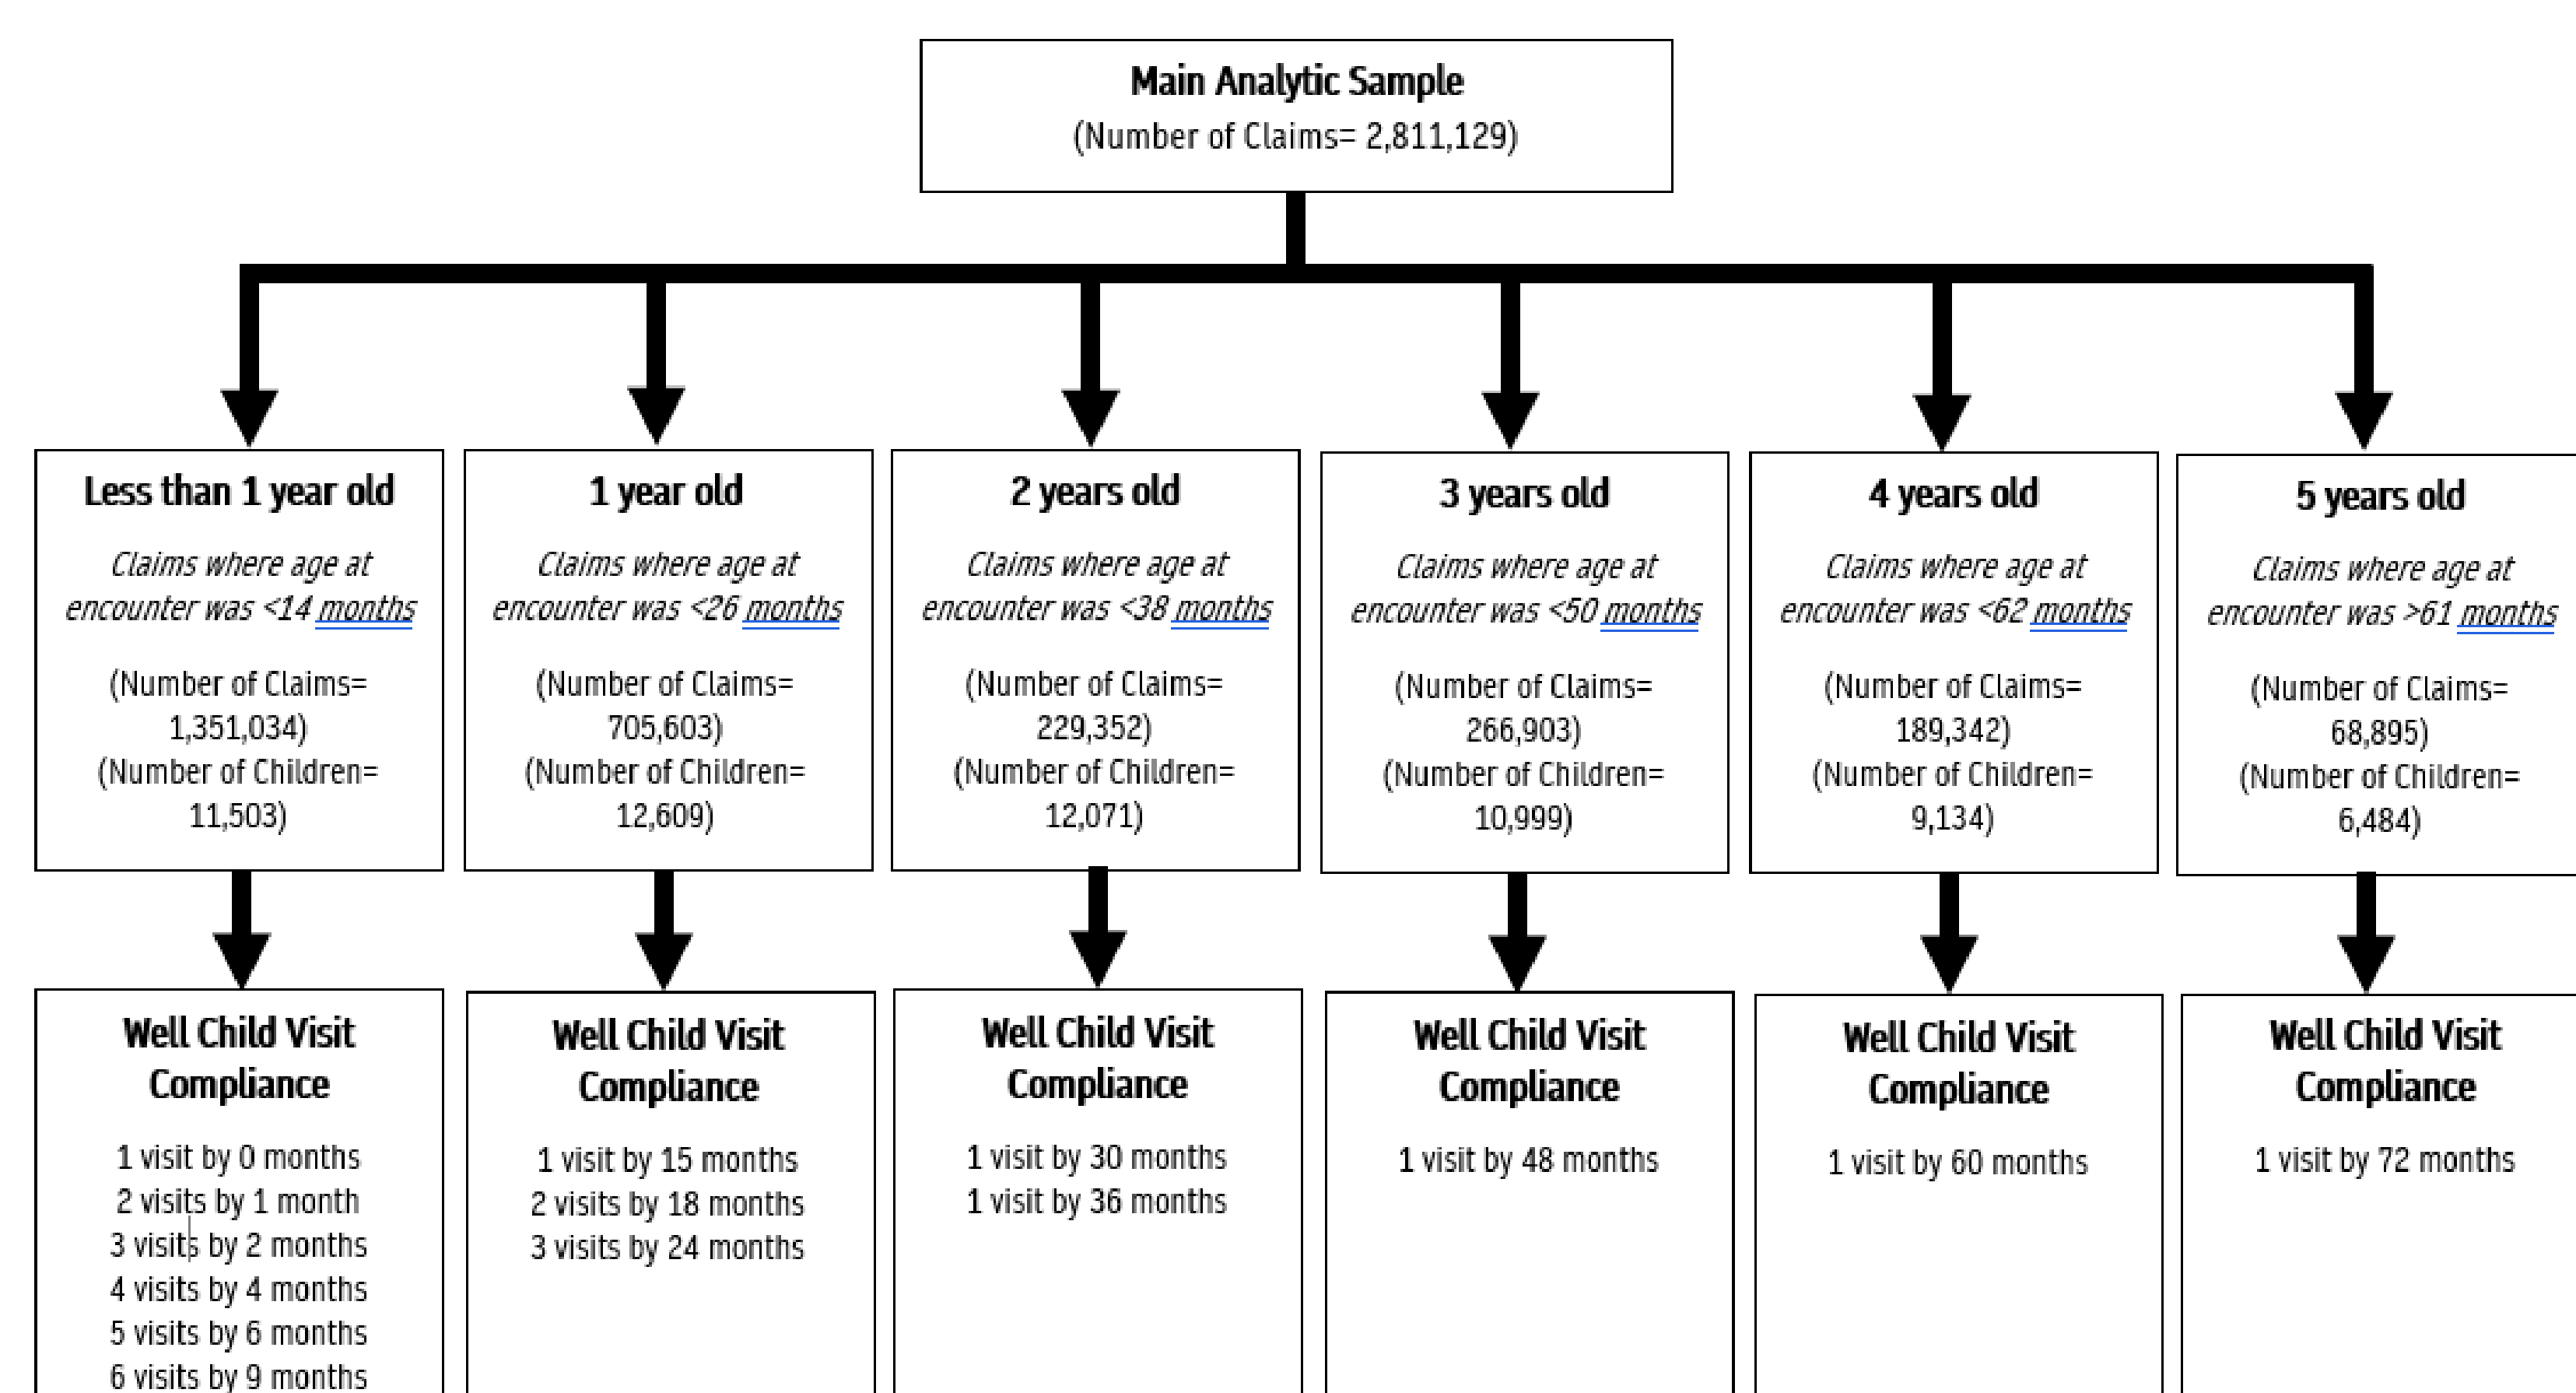 Main Analytic Sample
(Number of Claims= 2,811,129)
Less than 1 year old
Claims where age at
encounter was <14 months
(Number of Claims=
1,351,034)
(Number of Children=
11,503)
1 year old
Claims where age at
encounter was <26 months
(Number of Claims=
705,603)
(Number of Children=
12,609)
2 years old
Claims where age at
encounter was <38 months
(Number of Claims=
229,352)
(Number of Children=
12,071)
3 years old
Claims where age at
encounter was <50 months
(Number of Claims=
266,903)
(Number of Children=
10,999)
4 years old
Claims where age at
encounter was <62 months
(Number of Claims=
189,342)
(Number of Children=
9,134)
5 years old
Claims where age at
encounter was >61 months
(Number of Claims=
68,895)
(Number of Children=
6,484)
Well Child Visit
Compliance
1 visit by 0 months
2 visits by 1 month
3 visits by 2 months
4 visits by 4 months
5 visits by 6 months
6 visits by 9 months
Well Child Visit
Compliance
1 visit by 15 months
2 visits by 18 months
3 visits by 24 months
Well Child Visit
Compliance
1 visit by 30 months
1 visit by 36 months
Well Child Visit
Compliance
1 visit by 48 months
Well Child Visit
Compliance
1 visit by 60 months
Well Child Visit
Compliance
1 visit by 72 months